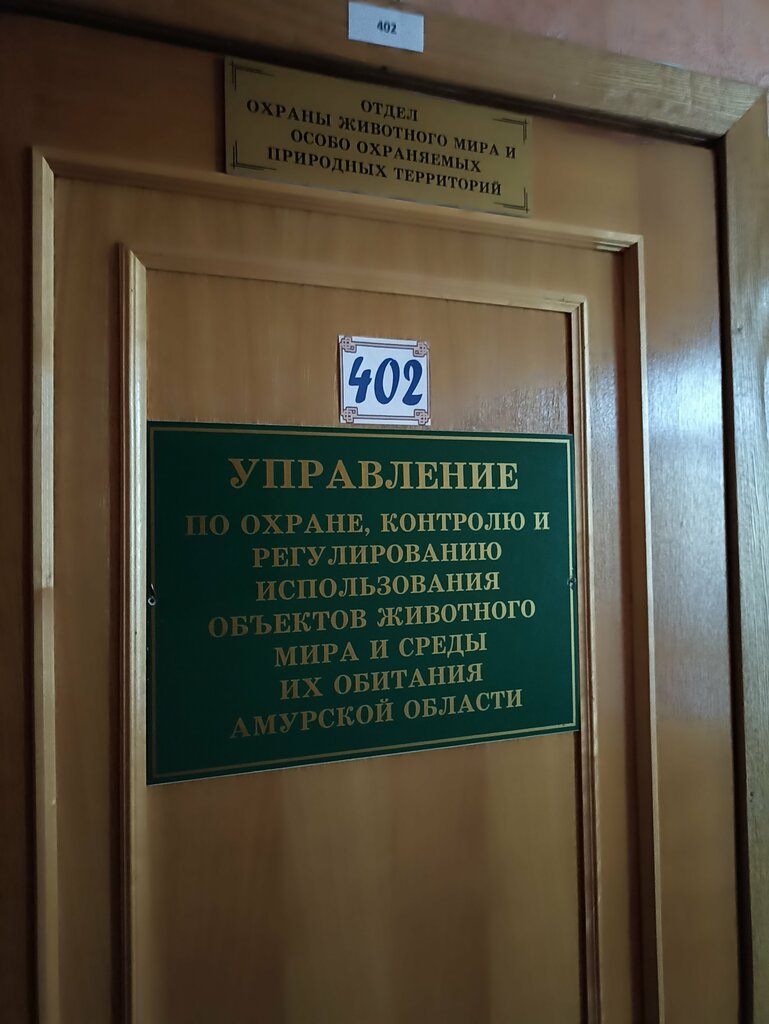 402
ОТДЕЛ
ОХРАНЫ ЖИВОТНОГО МИРА И
ОСОБО ОХРАНЯЕМЫХ
ПРИРОДНЫХ ТЕРРИТОРИЙ
402
УПРАВЛЕНИЕ
ПО ОХРАНЕ, КОНТРОЛЮ И
РЕГУЛИРОВАНИЮ
ИСПОЛЬЗОВАНИЯ
ОБЪЕКТОВ ЖИВОТНОГО
МИРА И СРЕДЫ
ИХ ОБИТАНИЯ
АМУРСКОЙ ОБЛАСТИ